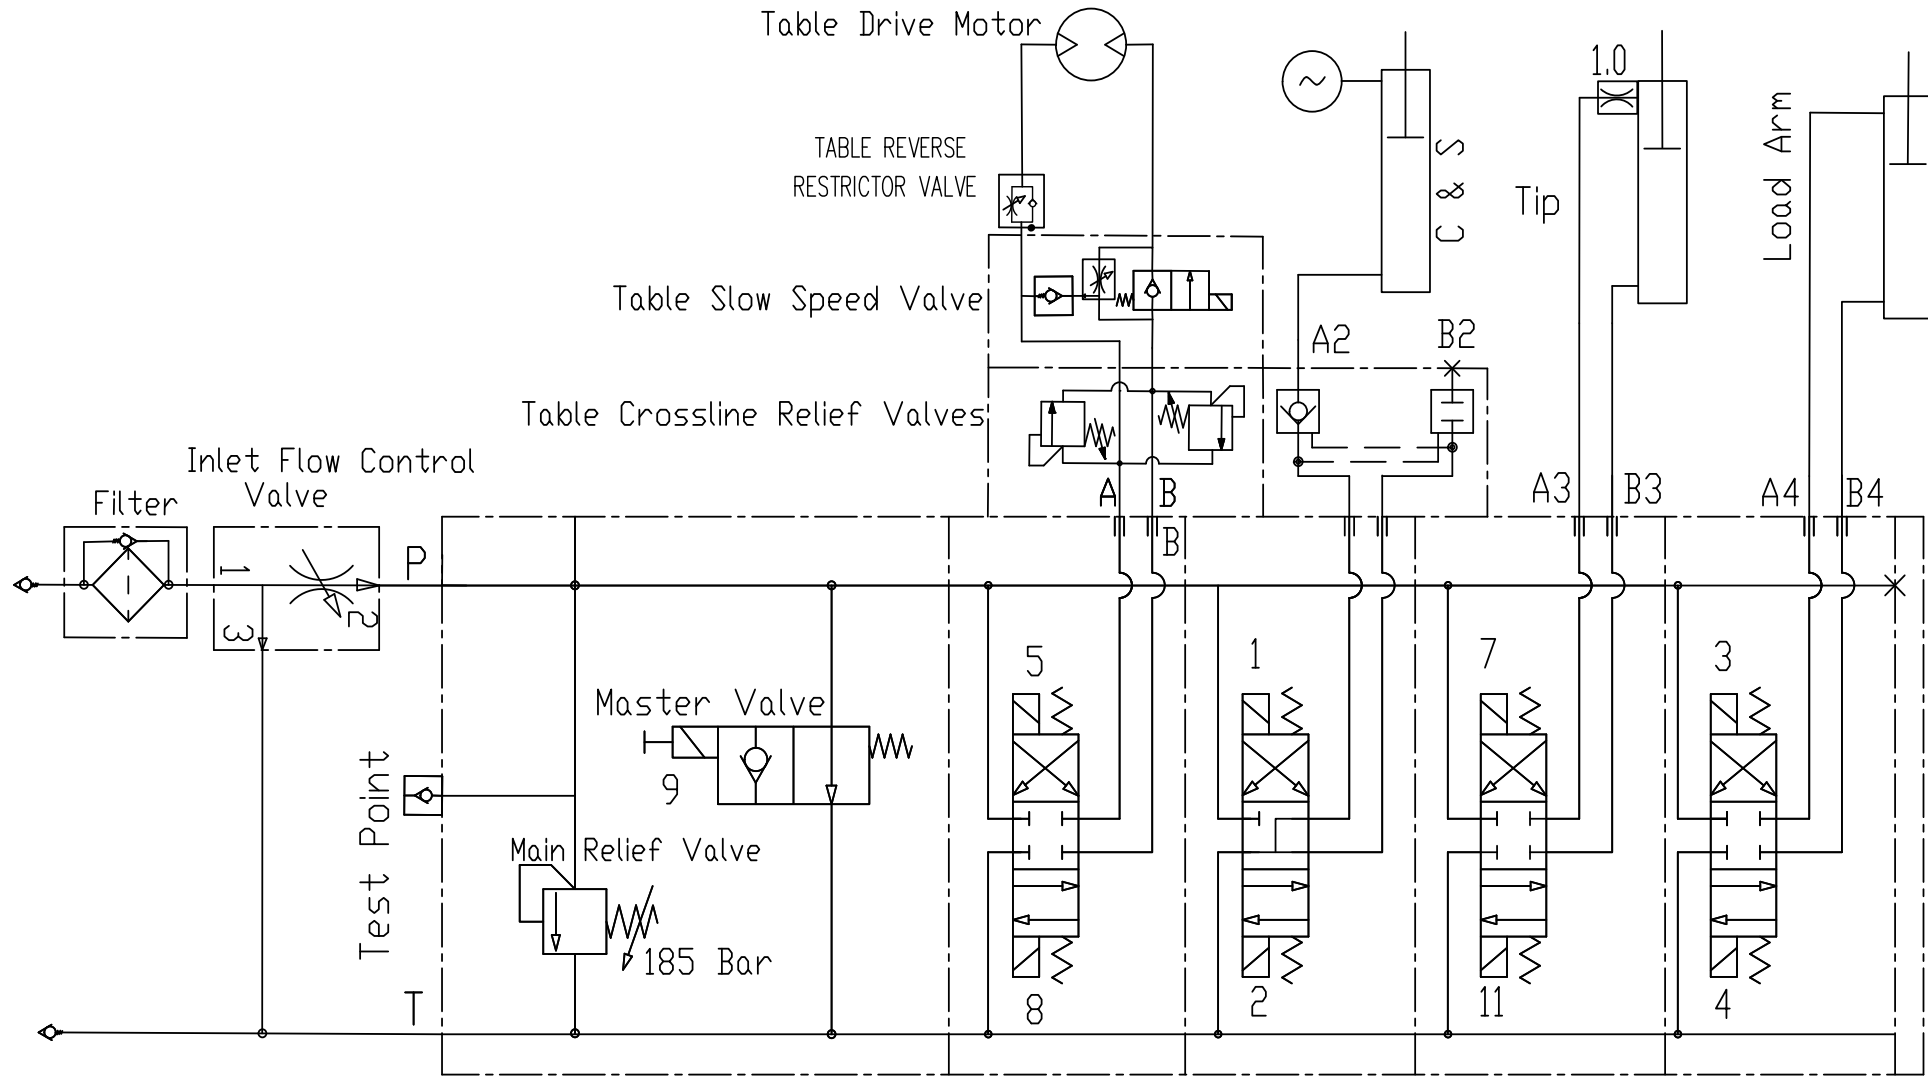 Table Drive Motor
1.0
TABLE REVERSE
RESTRICTOR VALVE
C & S
Tip
Load Arm
Table Slow Speed Valve
A2
B2
Table Crossline Relief Valves
Inlet Flow Control
Valve
Filter
A
B
A3
B3
A4
B4
P
B
1
2
3
5
1
7
3
Master Valve
9
Test Point
Main Relief Valve
185 Bar
T
8
2
11
4